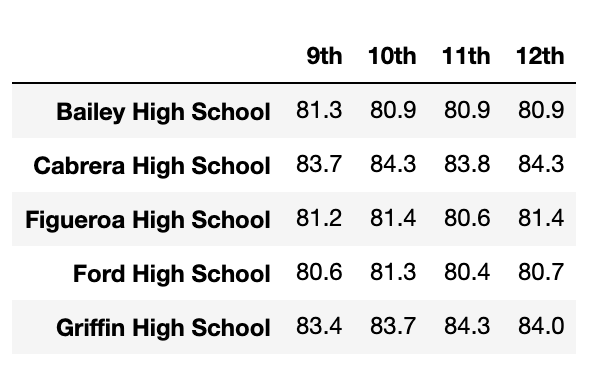 9th 10th 11th 12th
Bailey High School 81.3 80.9 80.9 80.9
Cabrera High School 83.7 84.3 83.8 84.3
Figueroa High School 81.2 81.4 80.6 81.4
Ford High School 80.6 81.3 80.4 80.7
Griffin High School 83.4 83.7 84.3 84.0